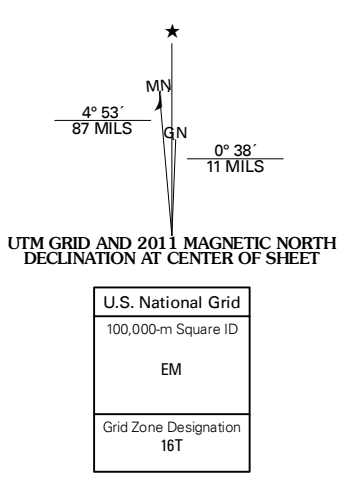 ★
MN
4° 53´
87 MILS
GN
0° 38´
11 MILS
UTM GRID AND 2011 MAGNETIC NORTH
DECLINATION AT CENTER OF SHEET
U.S. National Grid
100,000-m Square ID
EM
Grid Zone Designation
16T